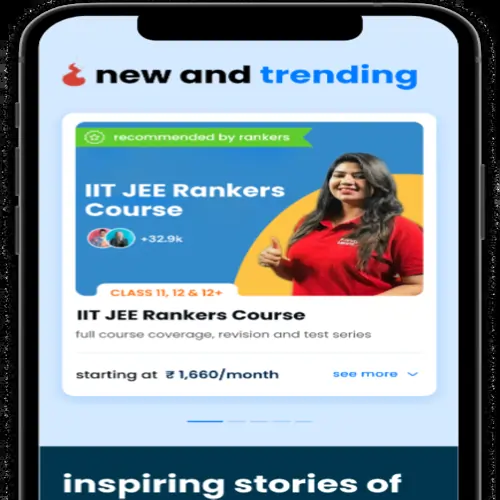 new and trending
recommended by rankers
IIT JEE Rankers
Course
+32.9k
CLASS 11, 12 & 12+
IIT JEE Rankers Course
full course coverage, revision and test series
starting at ₹ 1,660/month
see more
inspiring stories of